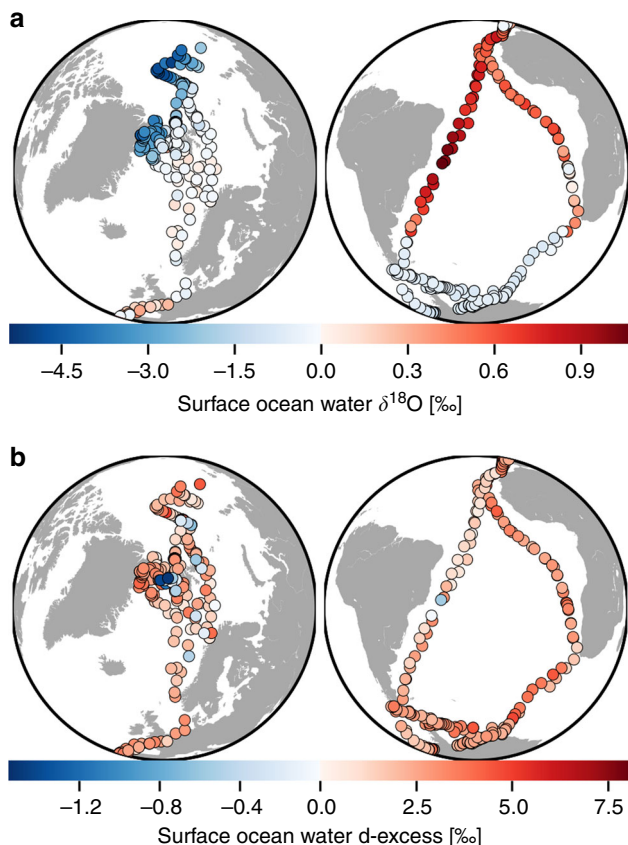 a
−4.5 −3.0 −1.5 0.0 0.3 0.6 0.9
Surface ocean water δ¹⁸O [‰]
b
−1.2 −0.8 −0.4 0.0 2.5 5.0 7.5
Surface ocean water d-excess [‰]